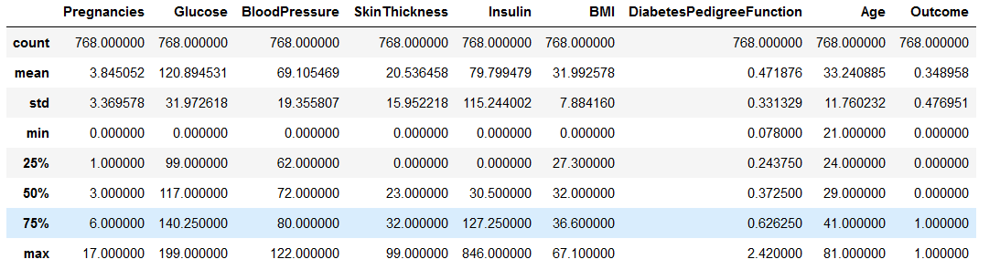 Pregnancies Glucose BloodPressure SkinThickness Insulin BMI DiabetesPedigreeFunction Age Outcome
count 768.000000 768.000000 768.000000 768.000000 768.000000 768.000000 768.000000 768.000000 768.000000
mean 3.845052 120.894531 69.105469 20.536458 79.799479 31.992578 0.471876 33.240885 0.348958
std 3.369578 31.972618 19.355807 15.952218 115.244002 7.884160 0.331329 11.760232 0.476951
min 0.000000 0.000000 0.000000 0.000000 0.000000 0.000000 0.078000 21.000000 0.000000
25% 1.000000 99.000000 62.000000 0.000000 0.000000 27.300000 0.243750 24.000000 0.000000
50% 3.000000 117.000000 72.000000 23.000000 30.500000 32.000000 0.372500 29.000000 0.000000
75% 6.000000 140.250000 80.000000 32.000000 127.250000 36.600000 0.626250 41.000000 1.000000
max 17.000000 199.000000 122.000000 99.000000 846.000000 67.100000 2.420000 81.000000 1.000000